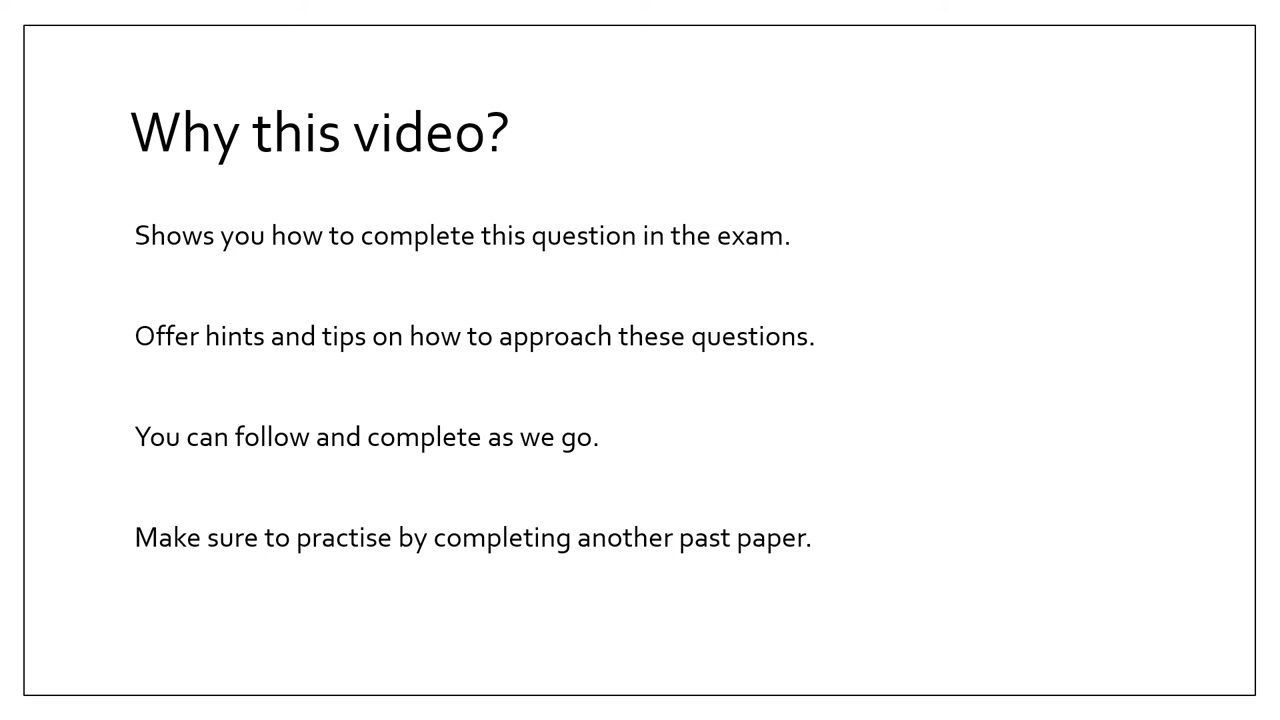 Why this video?
Shows you how to complete this question in the exam.
Offer hints and tips on how to approach these questions.
You can follow and complete as we go.
Make sure to practise by completing another past paper.